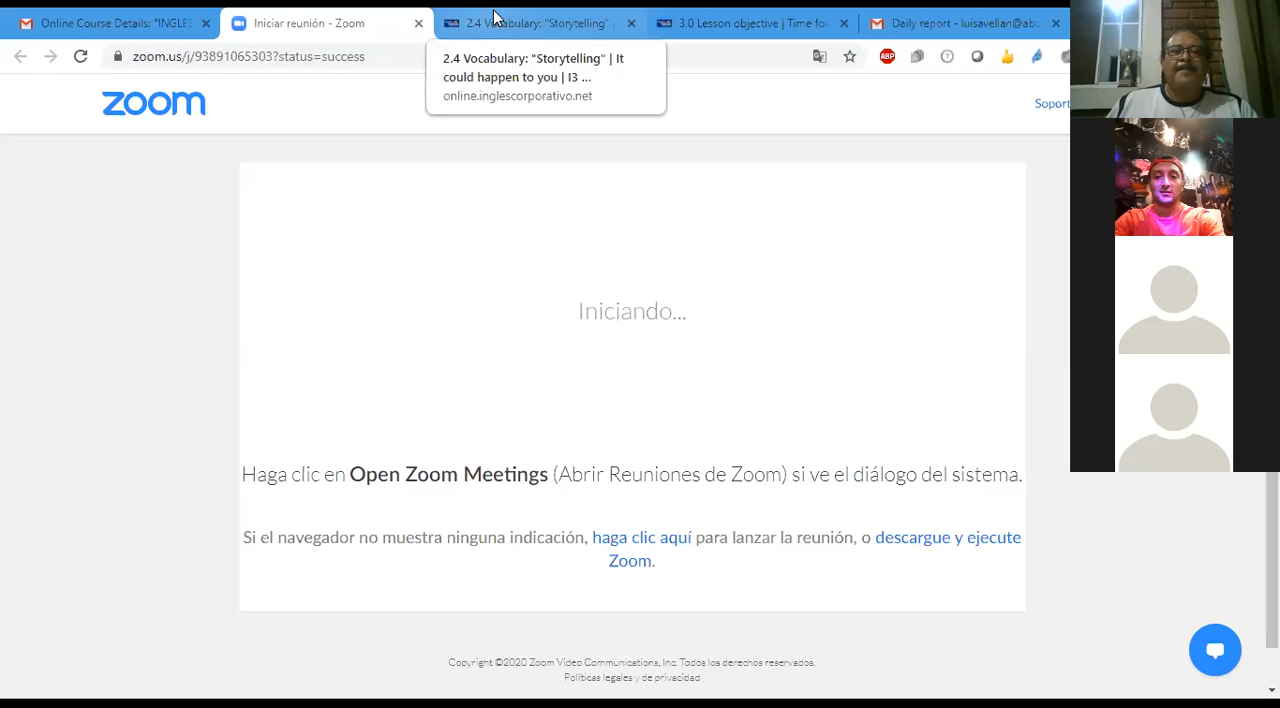 Online Course Details: "INGLES
Iniciar reunión - Zoom
2.4 Vocabulary: "Storytelling"
3.0 Lesson objective | Time for
Daily report - luisavelian@abu
zoom.us/j/93891065303?status=success
ABP
2.4 Vocabulary: "Storytelling" | It
could happen to you | I3 ...
online.inglescorporativo.net
zoom
Soport
Iniciando...
Haga clic en Open Zoom Meetings (Abrir Reuniones de Zoom) si ve el diálogo del sistema.
Si el navegador no muestra ninguna indicación, haga clic aquí para lanzar la reunión, o descargue y ejecute
Zoom.
Copyright ©2020 Zoom Video Communications, Inc. Todos los derechos reservados.
Políticas legales y de privacidad